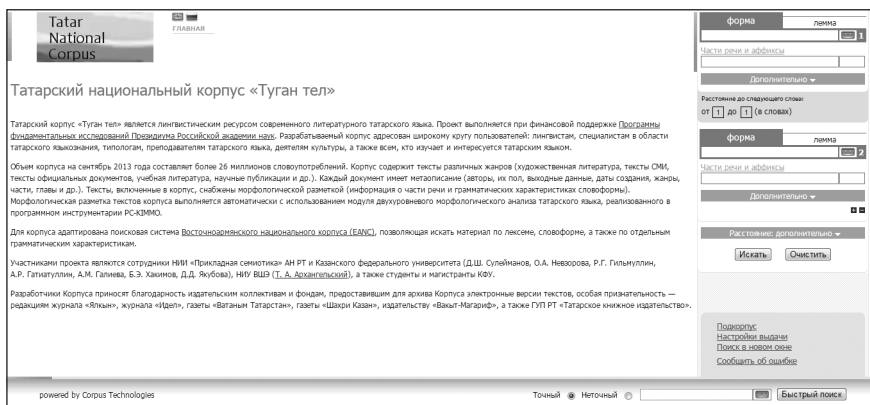 Tatar
National
Corpus
ГЛАВНАЯ
Татарский национальный корпус «Туган тел»
Татарский корпус «Туган тел» является лингвистическим ресурсом современного литературного татарского языка. Проект выполняется при финансовой поддержке Программы
фундаментальных исследований Президиума Российской академии наук. Разрабатываемый корпус адресован широкому кругу пользователей: лингвистам, специалистам в области
татарского языкознания, типологам, преподавателям татарского языка, деятелям культуры, а также всем, кто изучает и интересуется татарским языком.
Объем корпуса на сентябрь 2013 года составляет более 26 миллионов словоупотреблений. Корпус содержит тексты различных жанров (художественная литература, тексты СМИ,
тексты официальных документов, учебная литература, научные публикации и др.). Каждый документ имеет метаописание (авторы, их пол, выходные данные, даты создания, жанры,
части, главы и др.). Тексты, включенные в корпус, снабжены морфологической разметкой (информация о части речи и грамматических характеристиках словоформы).
Морфологическая разметка текстов корпуса выполняется автоматически с использованием модуля двухуровневого морфологического анализа татарского языка, реализованного в
программном инструментарии PC-KIMMO.
Для корпуса адаптирована поисковая система Восточноармянского национального корпуса (EANC), позволяющая искать материал по лексеме, словоформе, а также по отдельным
грамматическим характеристикам.
Участниками проекта являются сотрудники НИИ «Прикладная семиотика» АН РТ и Казанского федерального университета (Д.Ш. Сулейманов, О.А. Невзорова, Р.Г. Гильмуллин,
А.Р. Гатиатуллин, А.М. Галиева, Б.Э. Хакимов, Д.Д. Якубова), НИУ ВШЭ (Т. А. Архангельский), а также студенты и магистранты КФУ.
Разработчики Корпуса приносят благодарность издательским коллективам и фондам, предоставившим для архива Корпуса электронные версии текстов, особая признательность —
редакциям журнала «Ялкын», журнала «Идел», газеты «Ватаным Татарстан», газеты «Шахри Казан», издательству «Вакыт-Магариф», а также ГУП РТ «Татарское книжное издательство».
форма лемма
1
Части речи и аффиксы
Дополнительно
Расстояние до следующего слова:
от 1 до 1 (в словах)
форма лемма
2
Части речи и аффиксы
Дополнительно
Расстояние: дополнительно
Искать Очистить
Подкорпус
Настройки выдачи
Поиск в новом окне
Сообщить об ошибке
powered by Corpus Technologies Точный Неточный Быстрый поиск